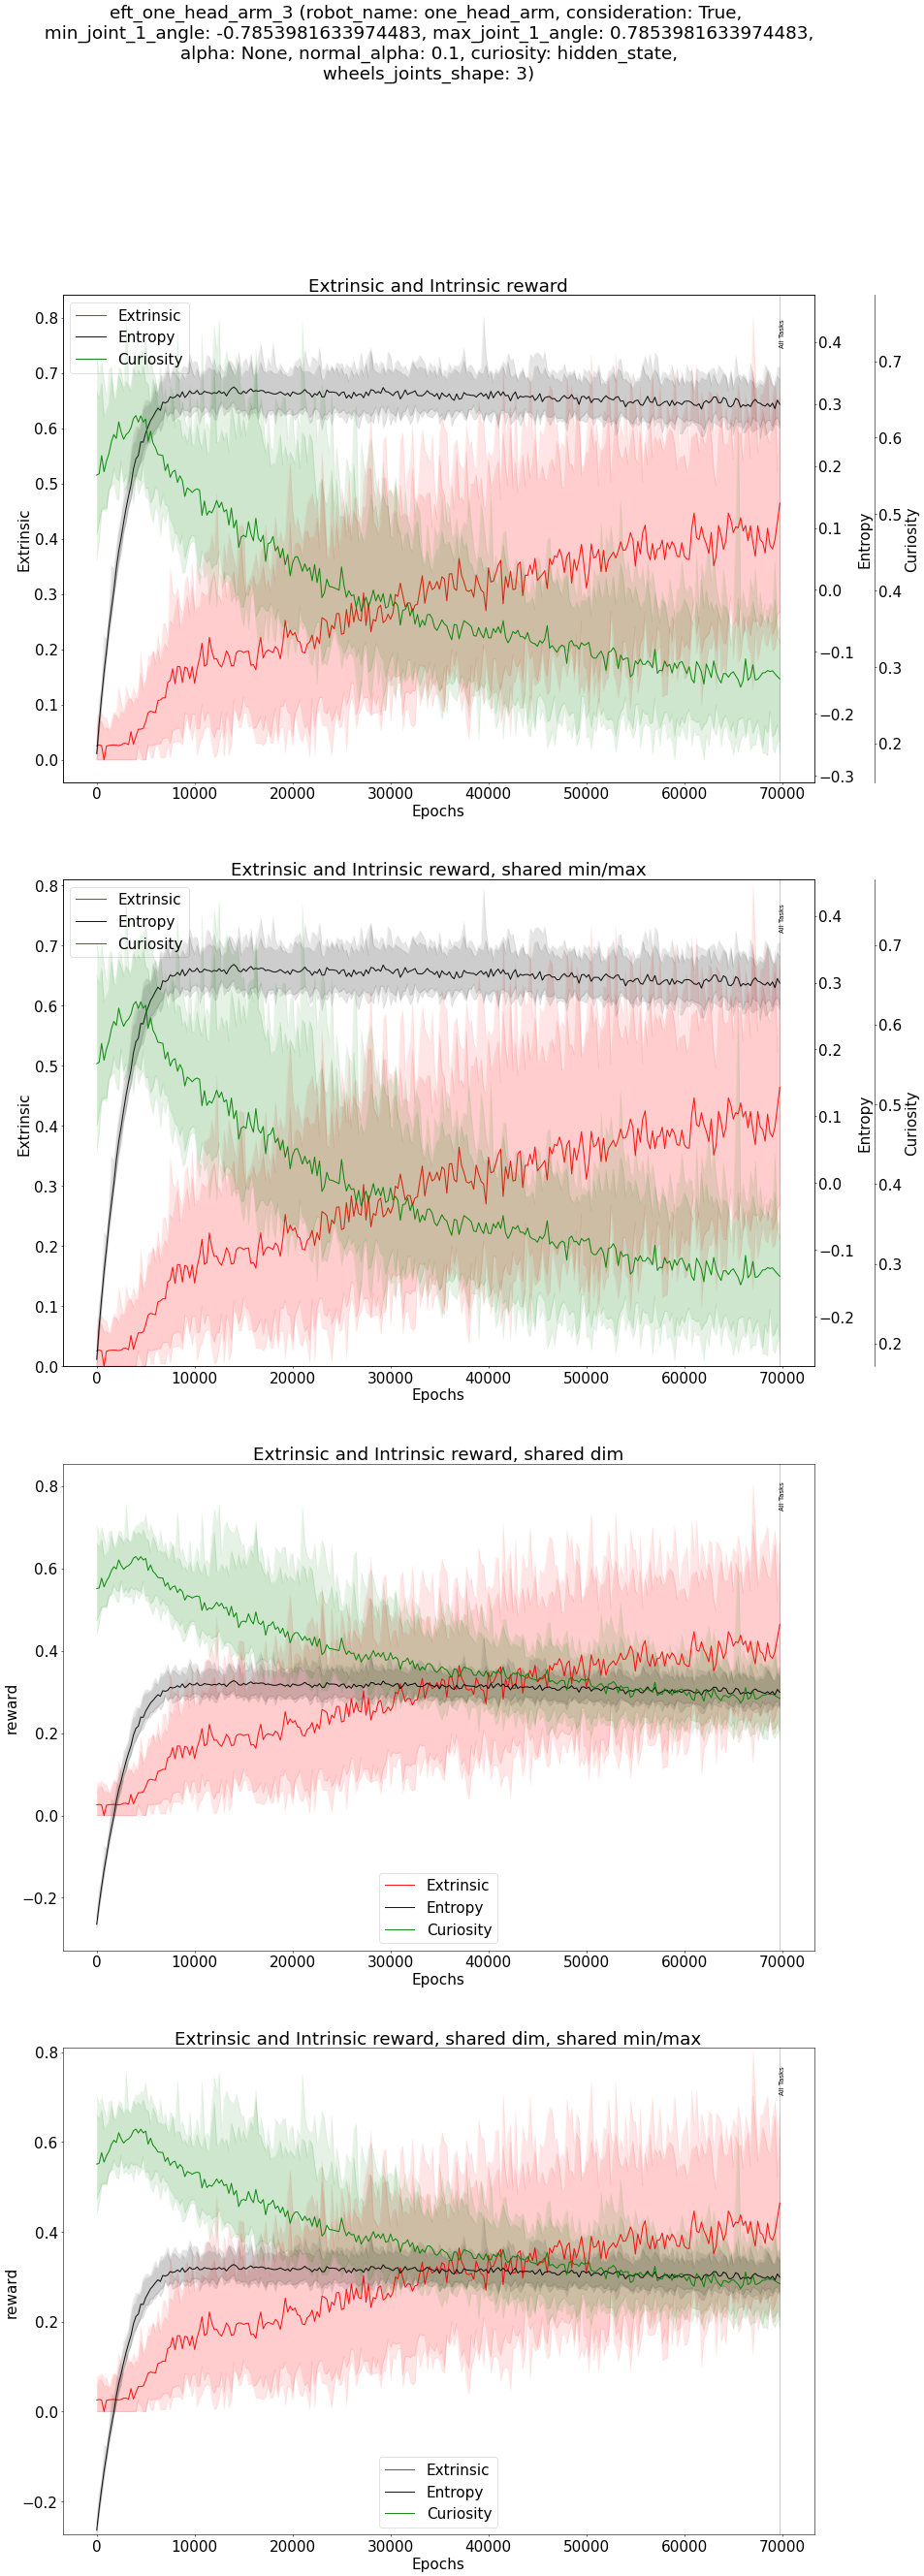 eft_one_head_arm_3 (robot_name: one_head_arm, consideration: True,
min_joint_1_angle: -0.7853981633974483, max_joint_1_angle: 0.7853981633974483,
alpha: None, normal_alpha: 0.1, curiosity: hidden_state,
wheels_joints_shape: 3)
Extrinsic and Intrinsic reward
Extrinsic
Entropy
Curiosity
All Tasks
0.8
0.7
0.6
0.5
0.4
0.3
0.2
0.1
0.0
Extrinsic
0.4
0.3
0.2
0.1
0.0
−0.1
−0.2
−0.3
Entropy
0.7
0.6
0.5
0.4
0.3
0.2
Curiosity
0 10000 20000 30000 40000 50000 60000 70000
Epochs
Extrinsic and Intrinsic reward, shared min/max
Extrinsic
Entropy
Curiosity
All Tasks
0.8
0.7
0.6
0.5
0.4
0.3
0.2
0.1
0.0
Extrinsic
0.4
0.3
0.2
0.1
0.0
−0.1
−0.2
Entropy
0.7
0.6
0.5
0.4
0.3
0.2
Curiosity
0 10000 20000 30000 40000 50000 60000 70000
Epochs
Extrinsic and Intrinsic reward, shared dim
All Tasks
0.8
0.6
0.4
0.2
0.0
−0.2
reward
Extrinsic
Entropy
Curiosity
0 10000 20000 30000 40000 50000 60000 70000
Epochs
Extrinsic and Intrinsic reward, shared dim, shared min/max
All Tasks
0.8
0.6
0.4
0.2
0.0
−0.2
reward
Extrinsic
Entropy
Curiosity
0 10000 20000 30000 40000 50000 60000 70000
Epochs